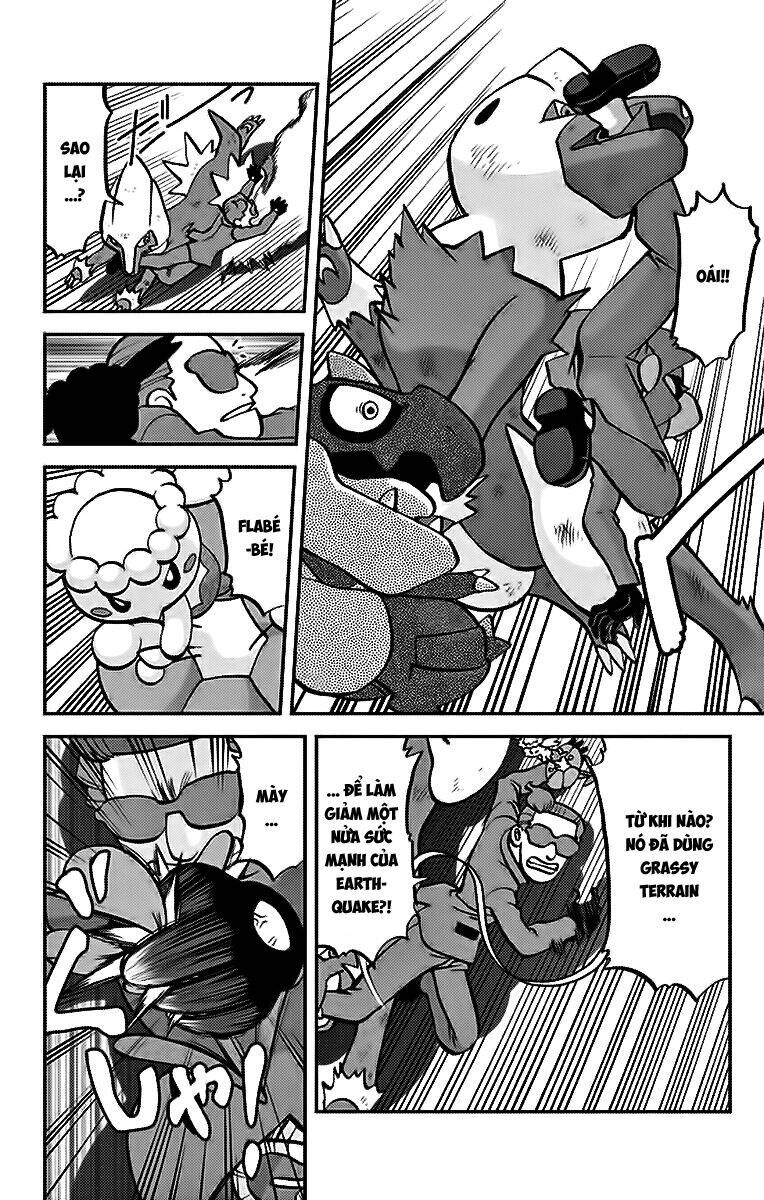 OÁI!!
SAO
LẠI
...?
FLABÉ
-BÉ!
TỪ KHI NÀO?
NÓ ĐÃ DÙNG
GRASSY
TERRAIN
...
... ĐỂ LÀM
GIẢM MỘT
NỬA SỨC
MẠNH CỦA
EARTH-
QUAKE?!
MÀY
...
しゃ!